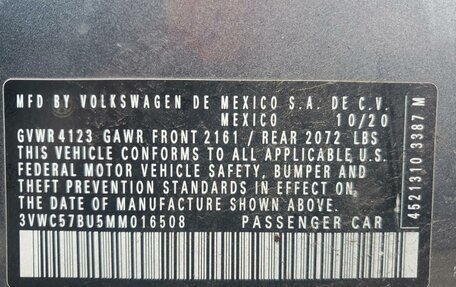 MFD BY VOLKSWAGEN DE MEXICO S.A. DE C.V.
MEXICO 10/20
GVWR 4123 GAWR FRONT 2161 / REAR 2072 LBS
THIS VEHICLE CONFORMS TO ALL APPLICABLE U.S.
FEDERAL MOTOR VEHICLE SAFETY, BUMPER AND
THEFT PREVENTION STANDARDS IN EFFECT ON
THE DATE OF MANUFACTURE SHOWN ABOVE.
3VWC57BU5MM016508 PASSENGER CAR
4521310 3387 M